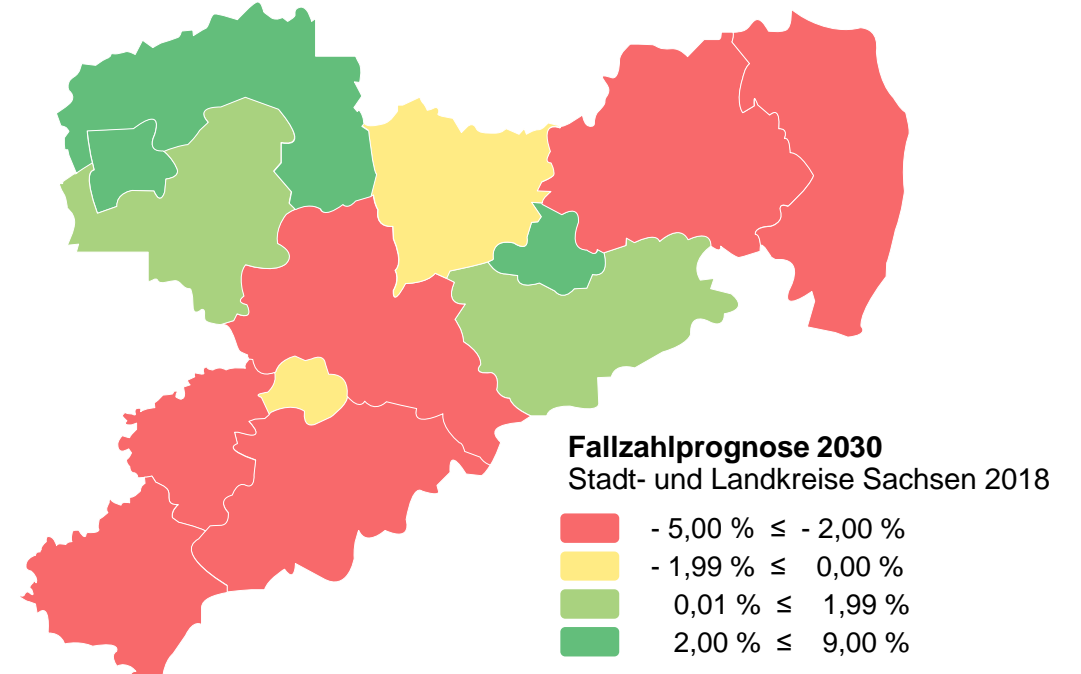 Fallzahlprognose 2030
Stadt- und Landkreise Sachsen 2018
- 5,00 % ≤ - 2,00 %
- 1,99 % ≤ 0,00 %
0,01 % ≤ 1,99 %
2,00 % ≤ 9,00 %